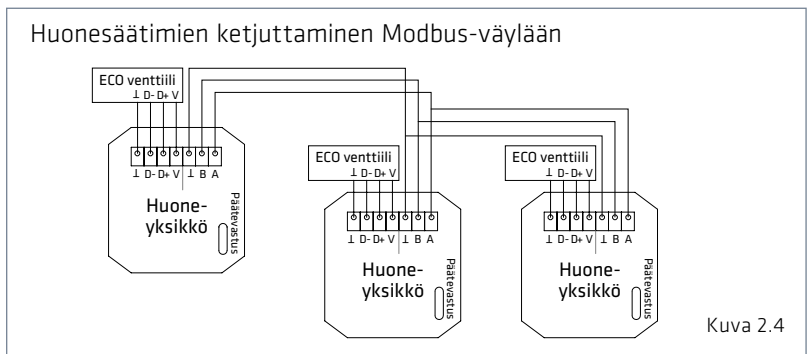 Huonesäätimien ketjuttaminen Modbus-väylään
ECO venttiili
⊥ D- D+ V
⊥ D- D+ V ⊥ B A
Huone-
yksikkö
Päätevastus
ECO venttiili
⊥ D- D+ V
⊥ D- D+ V ⊥ B A
Huone-
yksikkö
Päätevastus
ECO venttiili
⊥ D- D+ V
⊥ D- D+ V ⊥ B A
Huone-
yksikkö
Päätevastus
Kuva 2.4